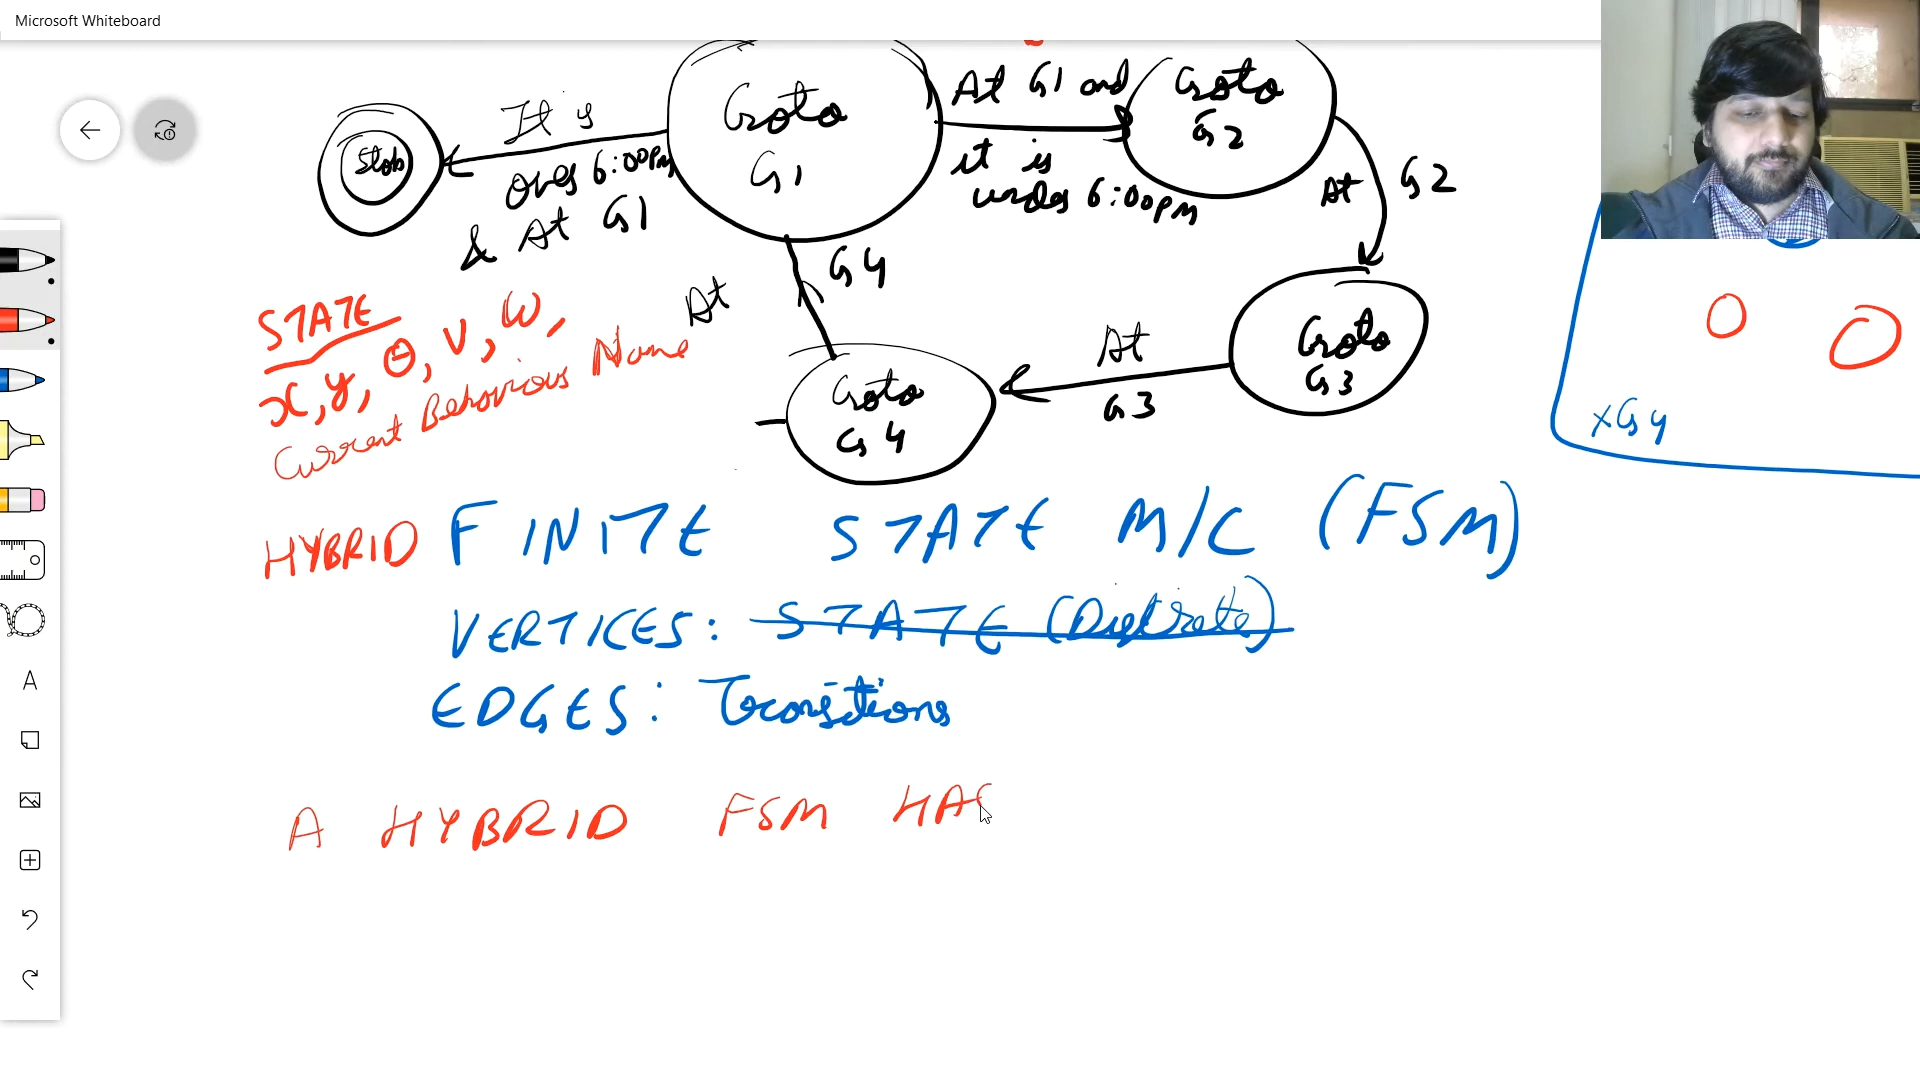 Microsoft Whiteboard
Stop
It is
over 6:00PM
& At G1
Goto
G1
At G1 and
it is
under 6:00PM
Goto
G2
At G2
Goto
G3
At
G3
Goto
G4
At G4
STATE
x, y, θ, v, ω,
Current Behaviour Name
xG4
HYBRID FINITE STATE M/C (FSM)
VERTICES: STATE (Discrete)
EDGES: Transitions
A HYBRID FSM HAS
A